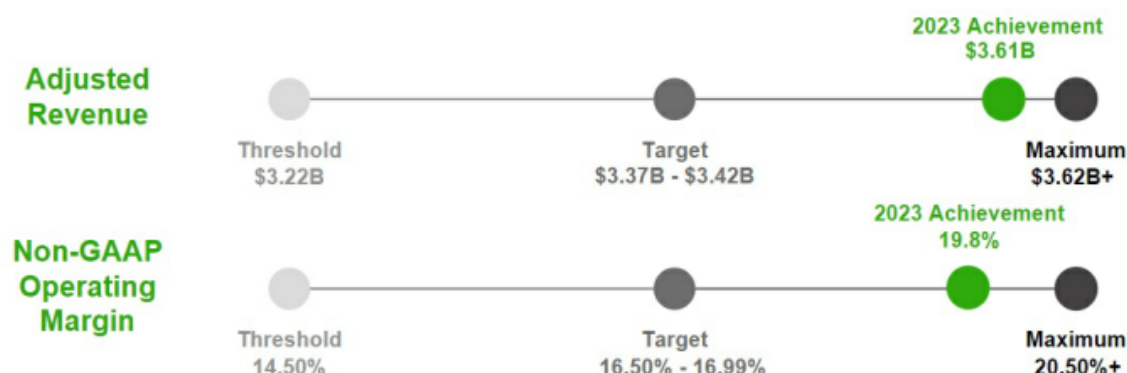 2023 Achievement
$3.61B
Adjusted
Revenue
Threshold
$3.22B
Target
$3.37B - $3.42B
Maximum
$3.62B+
2023 Achievement
19.8%
Non-GAAP
Operating
Margin
Threshold
14.50%
Target
16.50% - 16.99%
Maximum
20.50%+